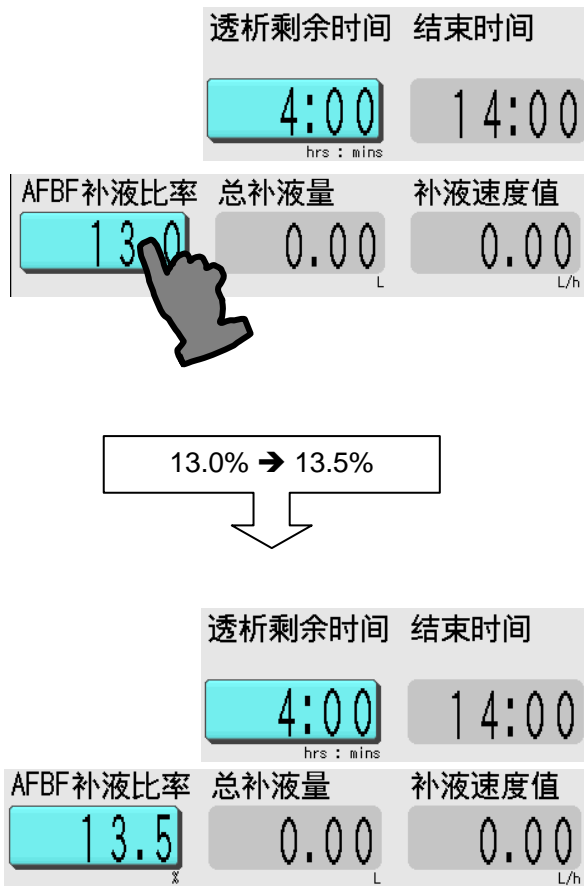 透析剩余时间 结束时间
4:00 14:00
hrs : mins
AFBF补液比率 总补液量 补液速度值
13.0 0.00 0.00
L L/h
13.0% ➔ 13.5%
透析剩余时间 结束时间
4:00 14:00
hrs : mins
AFBF补液比率 总补液量 补液速度值
13.5 0.00 0.00
% L L/h